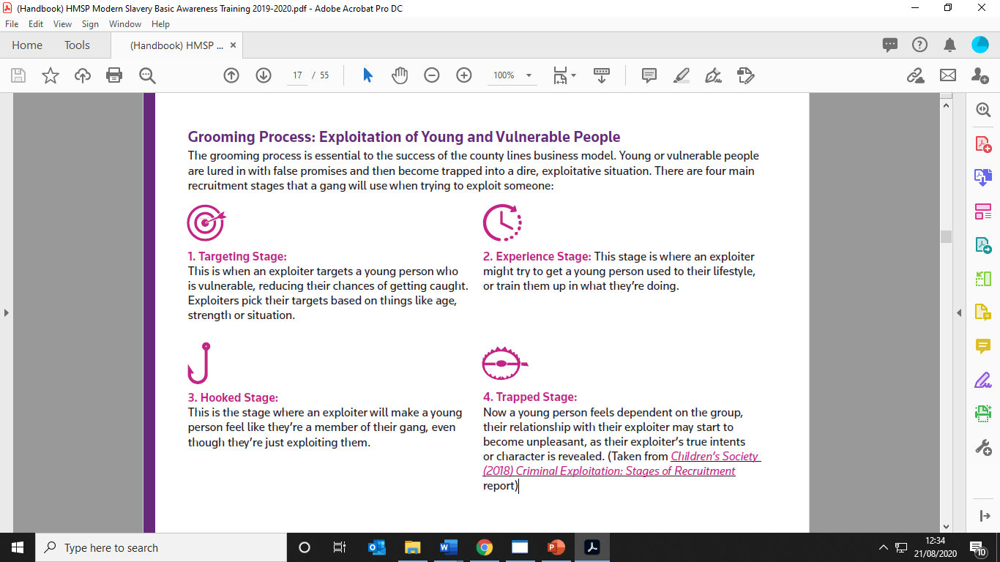 (Handbook) HMSP Modern Slavery Basic Awareness Training 2019-2020.pdf - Adobe Acrobat Pro DC
File Edit View Sign Window Help
Home Tools (Handbook) HMSP ... ×
17 / 55 100%
Grooming Process: Exploitation of Young and Vulnerable People
The grooming process is essential to the success of the county lines business model. Young or vulnerable people
are lured in with false promises and then become trapped into a dire, exploitative situation. There are four main
recruitment stages that a gang will use when trying to exploit someone:
1. Targeting Stage:
This is when an exploiter targets a young person who
is vulnerable, reducing their chances of getting caught.
Exploiters pick their targets based on things like age,
strength or situation.
2. Experience Stage: This stage is where an exploiter
might try to get a young person used to their lifestyle,
or train them up in what they're doing.
3. Hooked Stage:
This is the stage where an exploiter will make a young
person feel like they're a member of their gang, even
though they're just exploiting them.
4. Trapped Stage:
Now a young person feels dependent on the group,
their relationship with their exploiter may start to
become unpleasant, as their exploiter's true intents
or character is revealed. (Taken from Children's Society
(2018) Criminal Exploitation: Stages of Recruitment
report)
Type here to search
12:34
21/08/2020
10